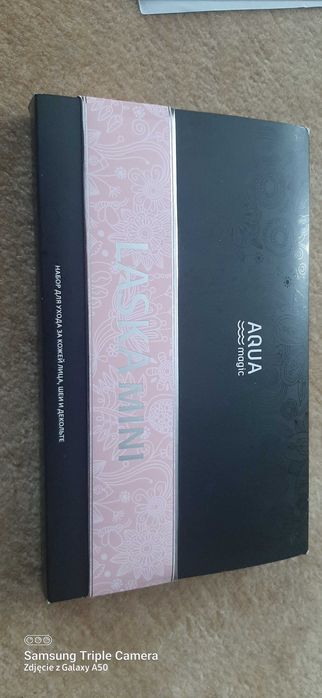 AQUA
magic
LASKA MINI
НАБОР ДЛЯ УХОДА ЗА КОЖЕЙ ЛИЦА, ШЕИ И ДЕКОЛЬТЕ
Samsung Triple Camera
Zdjęcie z Galaxy A50